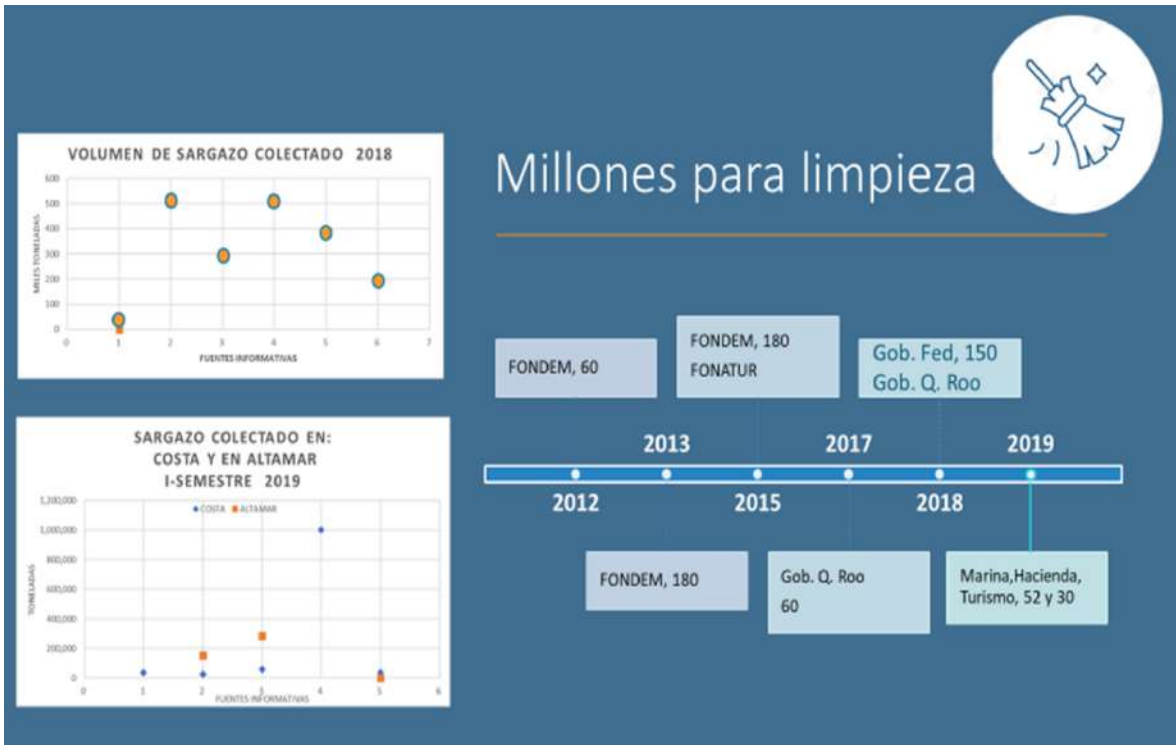 Millones para limpieza
VOLUMEN DE SARGAZO COLECTADO 2018
MILES TONELADAS
600
500
400
300
200
100
0
0 1 2 3 4 5 6 7
FUENTES INFORMATIVAS
SARGAZO COLECTADO EN:
COSTA Y EN ALTAMAR
I-SEMESTRE 2019
COSTA ALTAMAR
TONELADAS
1,200,000
1,000,000
800,000
600,000
400,000
200,000
0
0 1 2 3 4 5 6
FUENTES INFORMATIVAS
FONDEM, 60
FONDEM, 180
FONATUR
Gob. Fed, 150
Gob. Q. Roo
2013 2017 2019
2012 2015 2018
FONDEM, 180
Gob. Q. Roo
60
Marina,Hacienda,
Turismo, 52 y 30